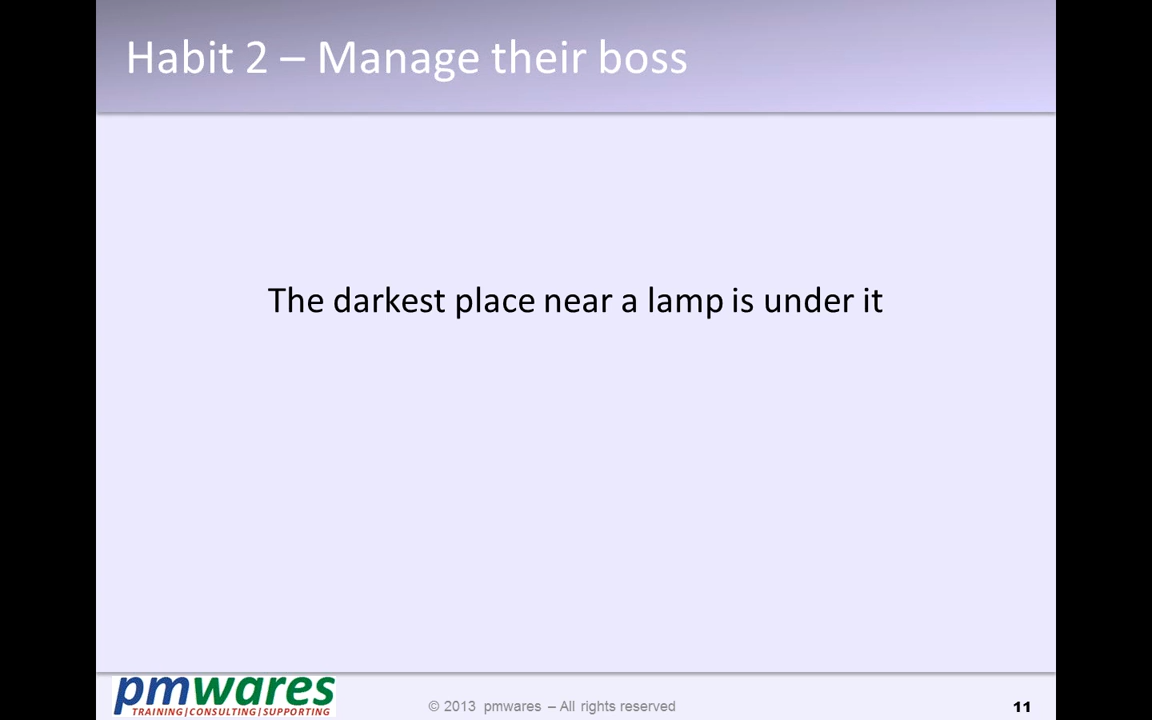 Habit 2 – Manage their boss
The darkest place near a lamp is under it
pmwares
TRAINING|CONSULTING|SUPPORTING
© 2013 pmwares – All rights reserved
11